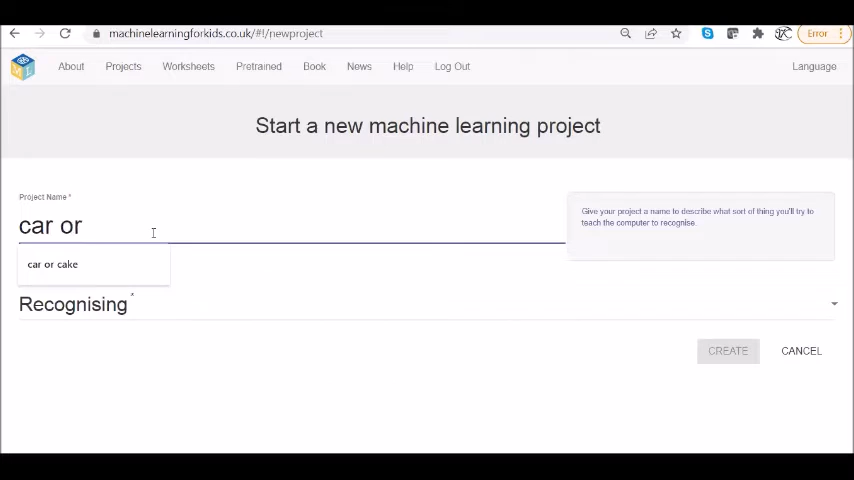 machinelearningforkids.co.uk/#!/newproject
Error
About Projects Worksheets Pretrained Book News Help Log Out Language
Start a new machine learning project
Project Name *
car or
car or cake
Give your project a name to describe what sort of thing you'll try to
teach the computer to recognise.
Recognising *
CREATE CANCEL